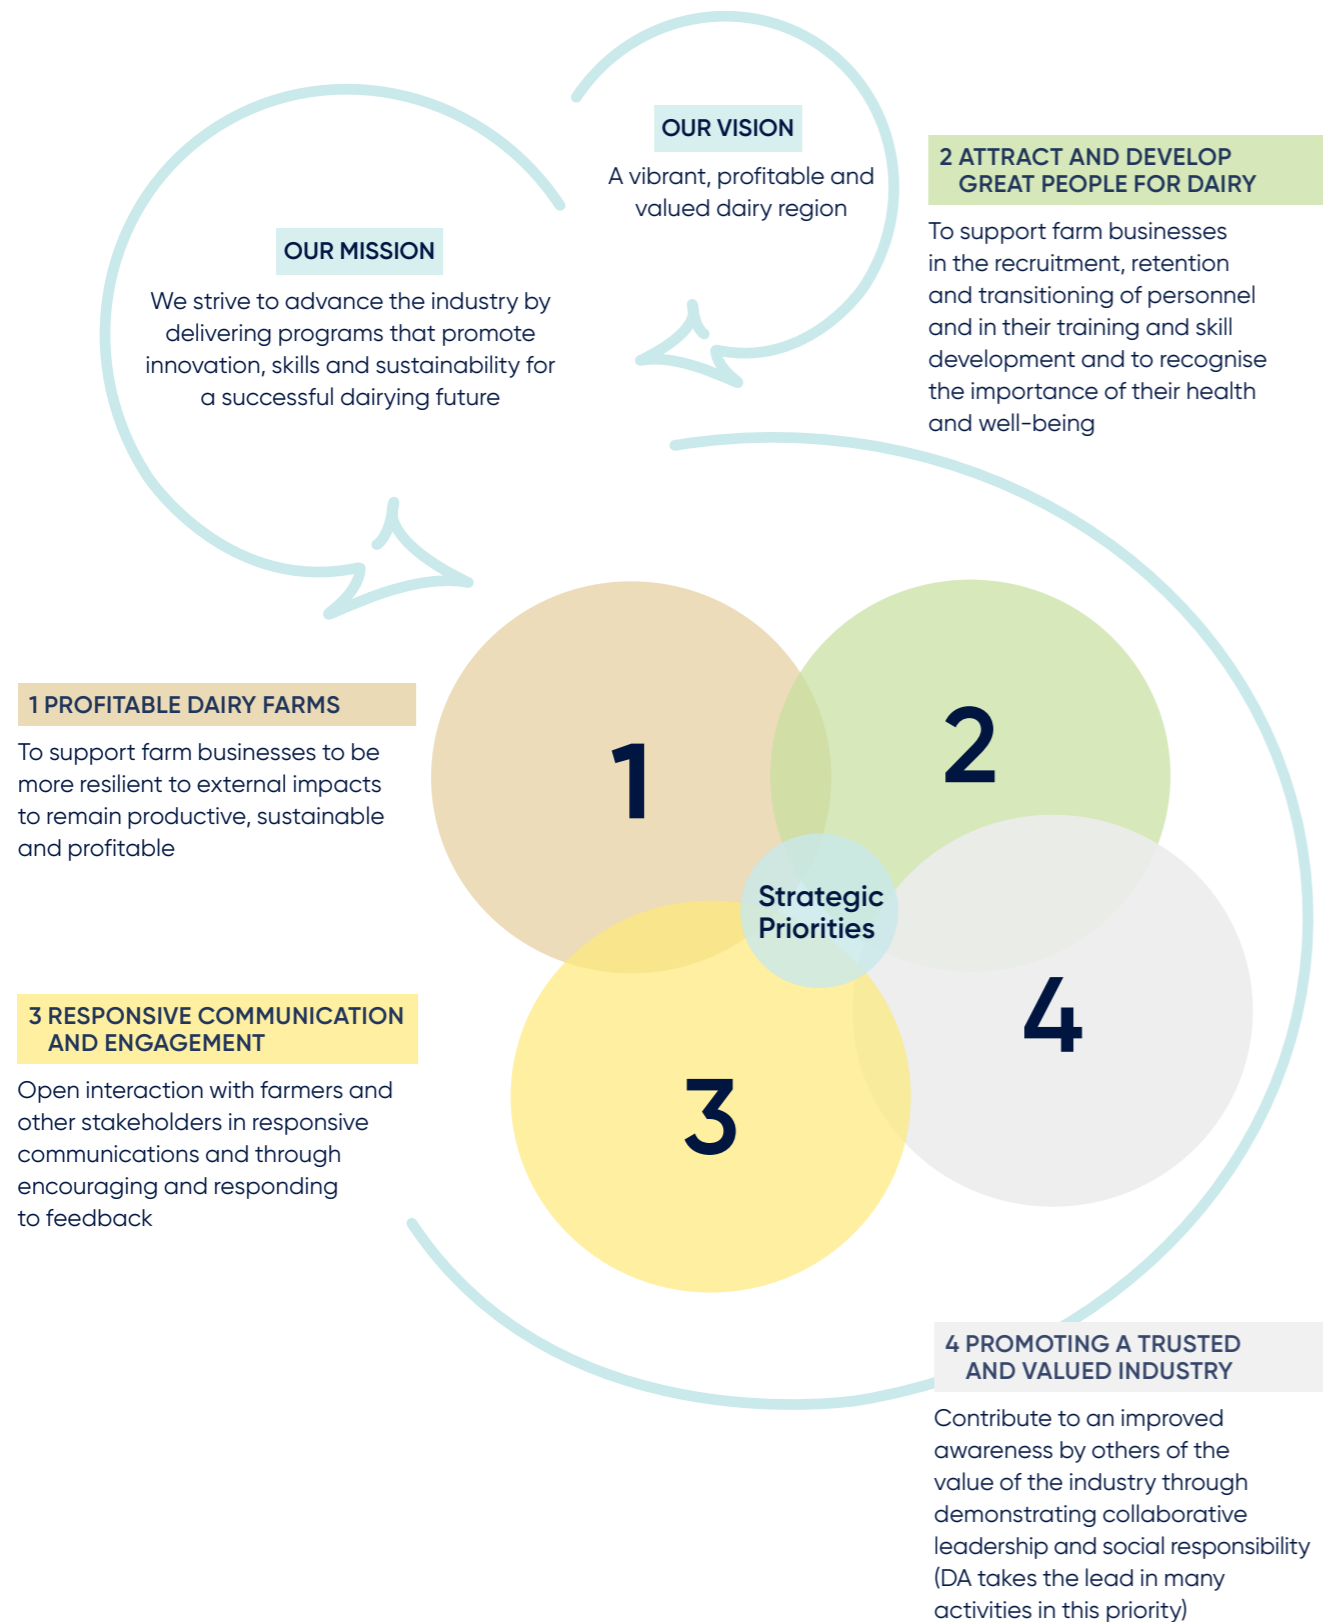 OUR VISION
A vibrant, profitable and
valued dairy region
OUR MISSION
We strive to advance the industry by
delivering programs that promote
innovation, skills and sustainability for
a successful dairying future
2 ATTRACT AND DEVELOP
GREAT PEOPLE FOR DAIRY
To support farm businesses
in the recruitment, retention
and transitioning of personnel
and in their training and skill
development and to recognise
the importance of their health
and well-being
1 PROFITABLE DAIRY FARMS
To support farm businesses to be
more resilient to external impacts
to remain productive, sustainable
and profitable
1
2
Strategic
Priorities
3
4
3 RESPONSIVE COMMUNICATION
AND ENGAGEMENT
Open interaction with farmers and
other stakeholders in responsive
communications and through
encouraging and responding
to feedback
4 PROMOTING A TRUSTED
AND VALUED INDUSTRY
Contribute to an improved
awareness by others of the
value of the industry through
demonstrating collaborative
leadership and social responsibility
(DA takes the lead in many
activities in this priority)